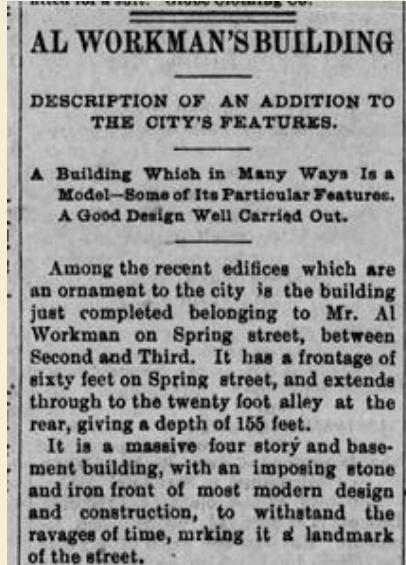 AL WORKMAN'S BUILDING
DESCRIPTION OF AN ADDITION TO
THE CITY'S FEATURES.
A Building Which in Many Ways Is a
Model—Some of Its Particular Features.
A Good Design Well Carried Out.
Among the recent edifices which are
an ornament to the city is the building
just completed belonging to Mr. Al
Workman on Spring street, between
Second and Third. It has a frontage of
sixty feet on Spring street, and extends
through to the twenty foot alley at the
rear, giving a depth of 155 feet.
It is a massive four story and base-
ment building, with an imposing stone
and iron front of most modern design
and construction, to withstand the
ravages of time, mrking it a landmark
of the street.